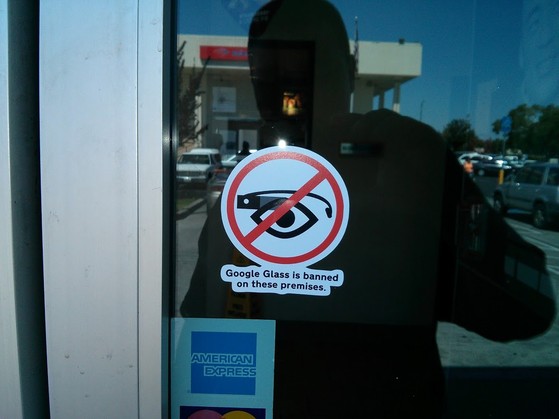 Google Glass is banned
on these premises.
AMERICAN
EXPRESS